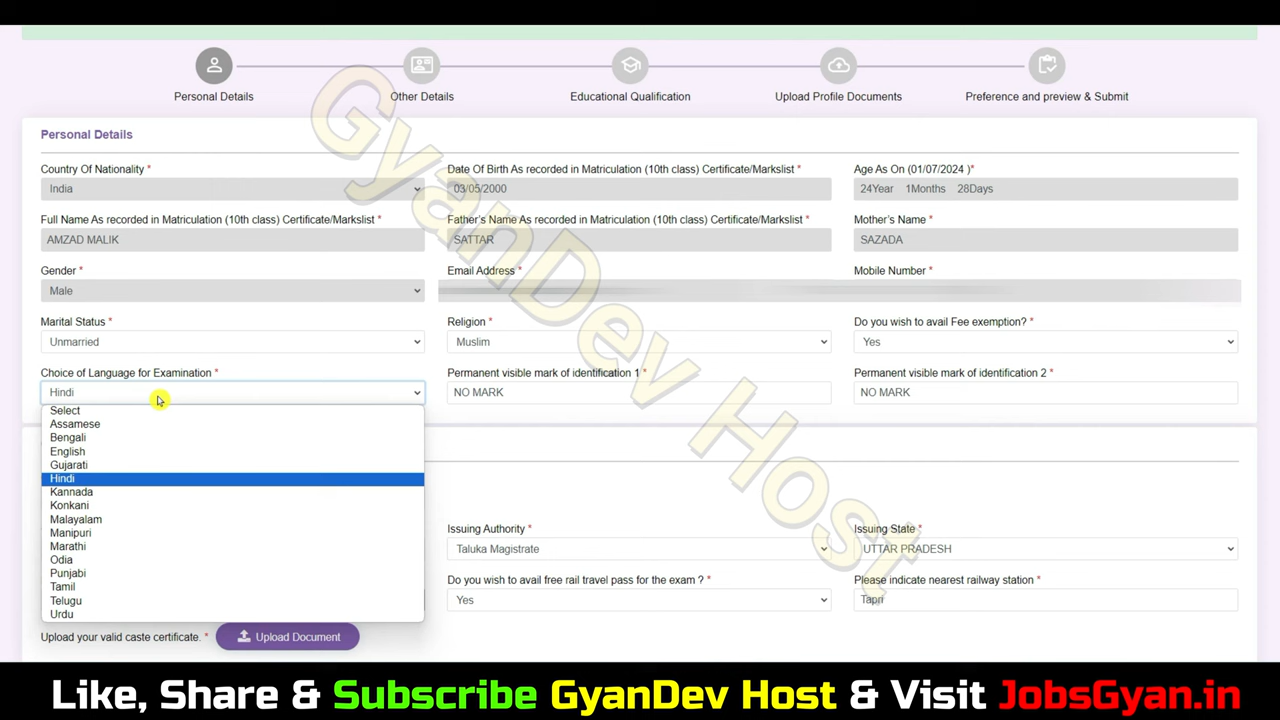 Personal Details
Other Details
Educational Qualification
Upload Profile Documents
Preference and preview & Submit
Personal Details
Country Of Nationality *
Date Of Birth As recorded in Matriculation (10th class) Certificate/Markslist *
Age As On (01/07/2024 )*
India
03/05/2000
24Year 1Months 28Days
Full Name As recorded in Matriculation (10th class) Certificate/Markslist *
Father's Name As recorded in Matriculation (10th class) Certificate/Markslist *
Mother's Name *
AMZAD MALIK
SATTAR
SAZADA
Gender *
Email Address *
Mobile Number *
Male
Marital Status *
Religion *
Do you wish to avail Fee exemption? *
Unmarried
Muslim
Yes
Choice of Language for Examination *
Permanent visible mark of identification 1 *
Permanent visible mark of identification 2 *
Hindi
NO MARK
NO MARK
Select
Assamese
Bengali
English
Gujarati
Hindi
Kannada
Konkani
Malayalam
Manipuri
Marathi
Odia
Punjabi
Tamil
Telugu
Urdu
Issuing Authority *
Issuing State *
Taluka Magistrate
UTTAR PRADESH
Do you wish to avail free rail travel pass for the exam ? *
Please indicate nearest railway station *
Yes
Tapri
Upload your valid caste certificate. *
Upload Document
GyanDev Host
Like, Share & Subscribe GyanDev Host & Visit JobsGyan.in